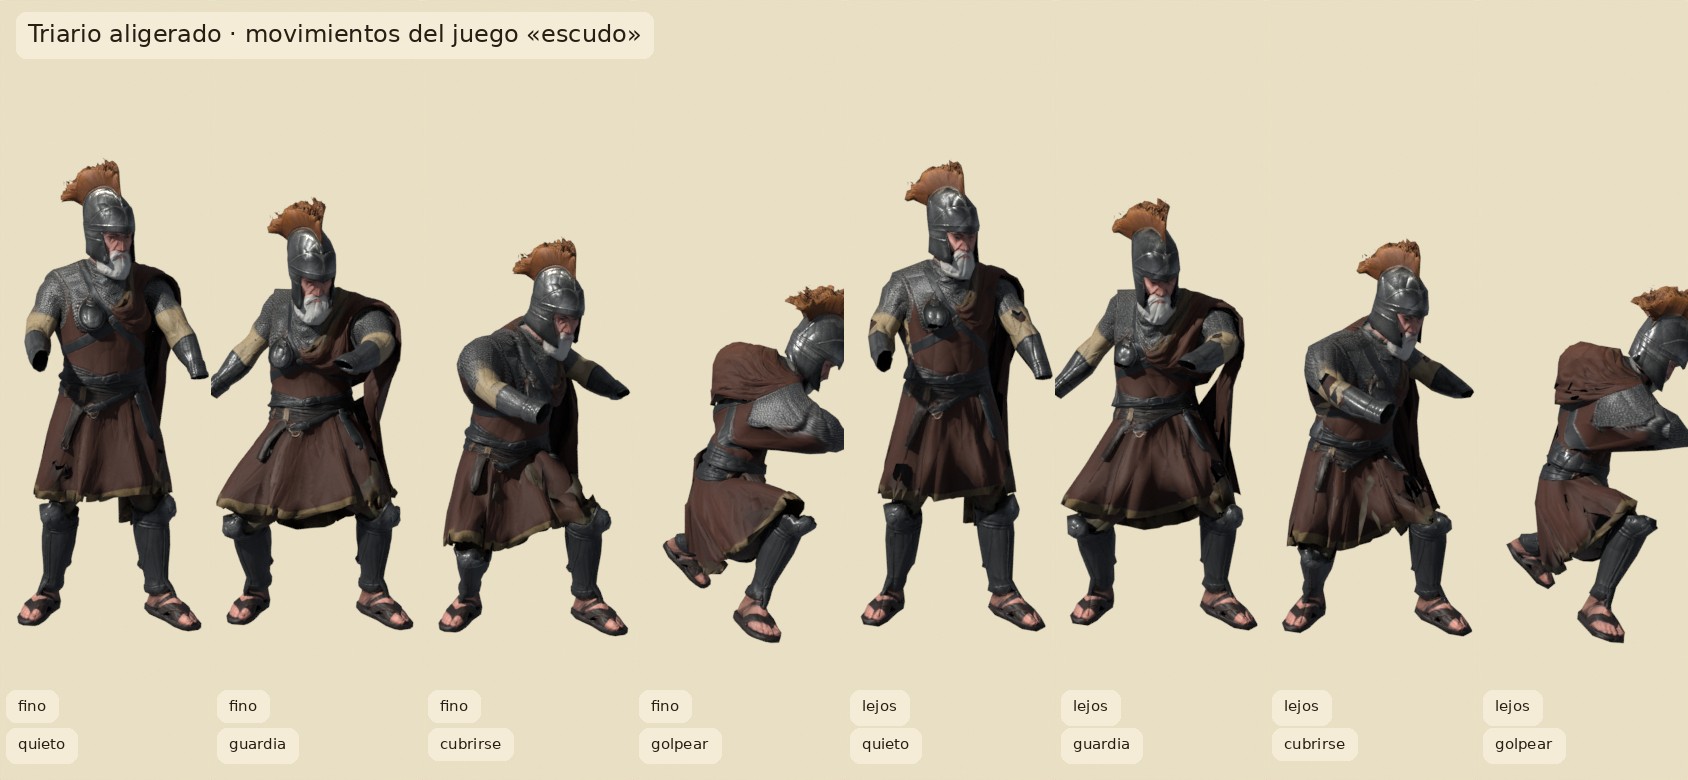 Triario aligerado · movimientos del juego «escudo»
fino
quieto
fino
guardia
fino
cubrirse
fino
golpear
lejos
quieto
lejos
guardia
lejos
cubrirse
lejos
golpear